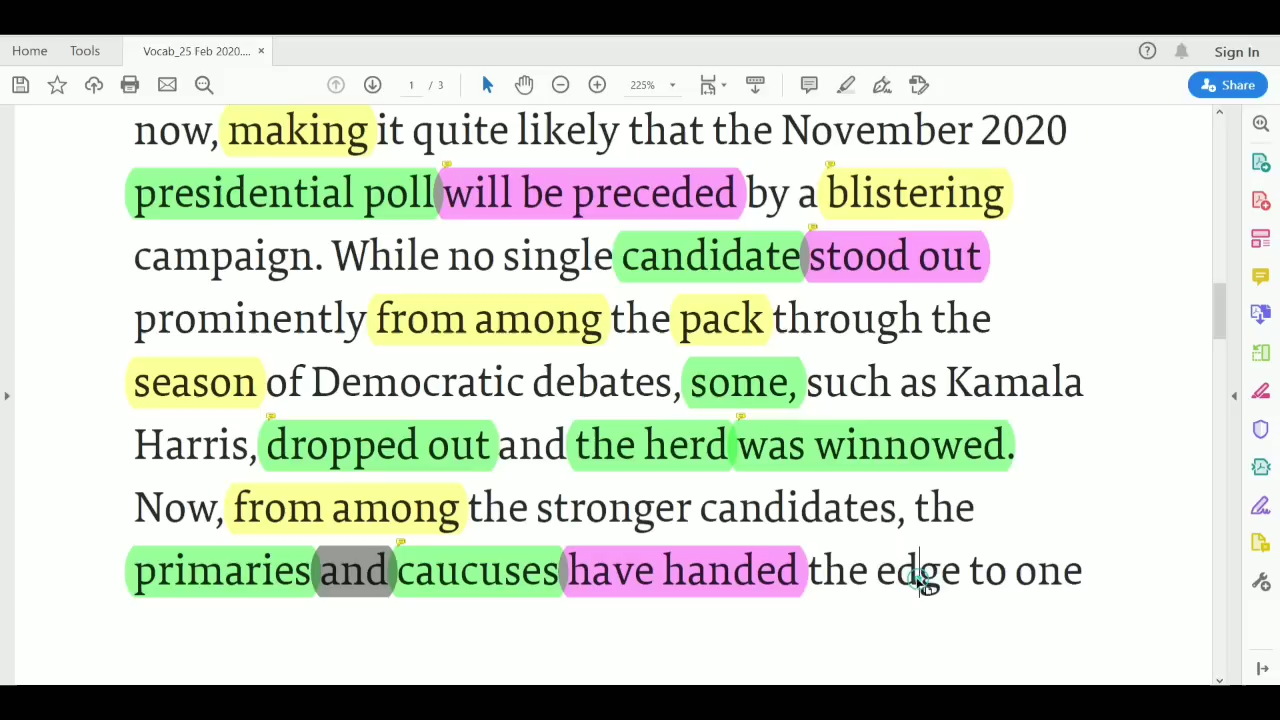 Home Tools Vocab_25 Feb 2020.... × Sign In
1 / 3 225% Share
now, making it quite likely that the November 2020
presidential poll will be preceded by a blistering
campaign. While no single candidate stood out
prominently from among the pack through the
season of Democratic debates, some, such as Kamala
Harris, dropped out and the herd was winnowed.
Now, from among the stronger candidates, the
primaries and caucuses have handed the edge to one